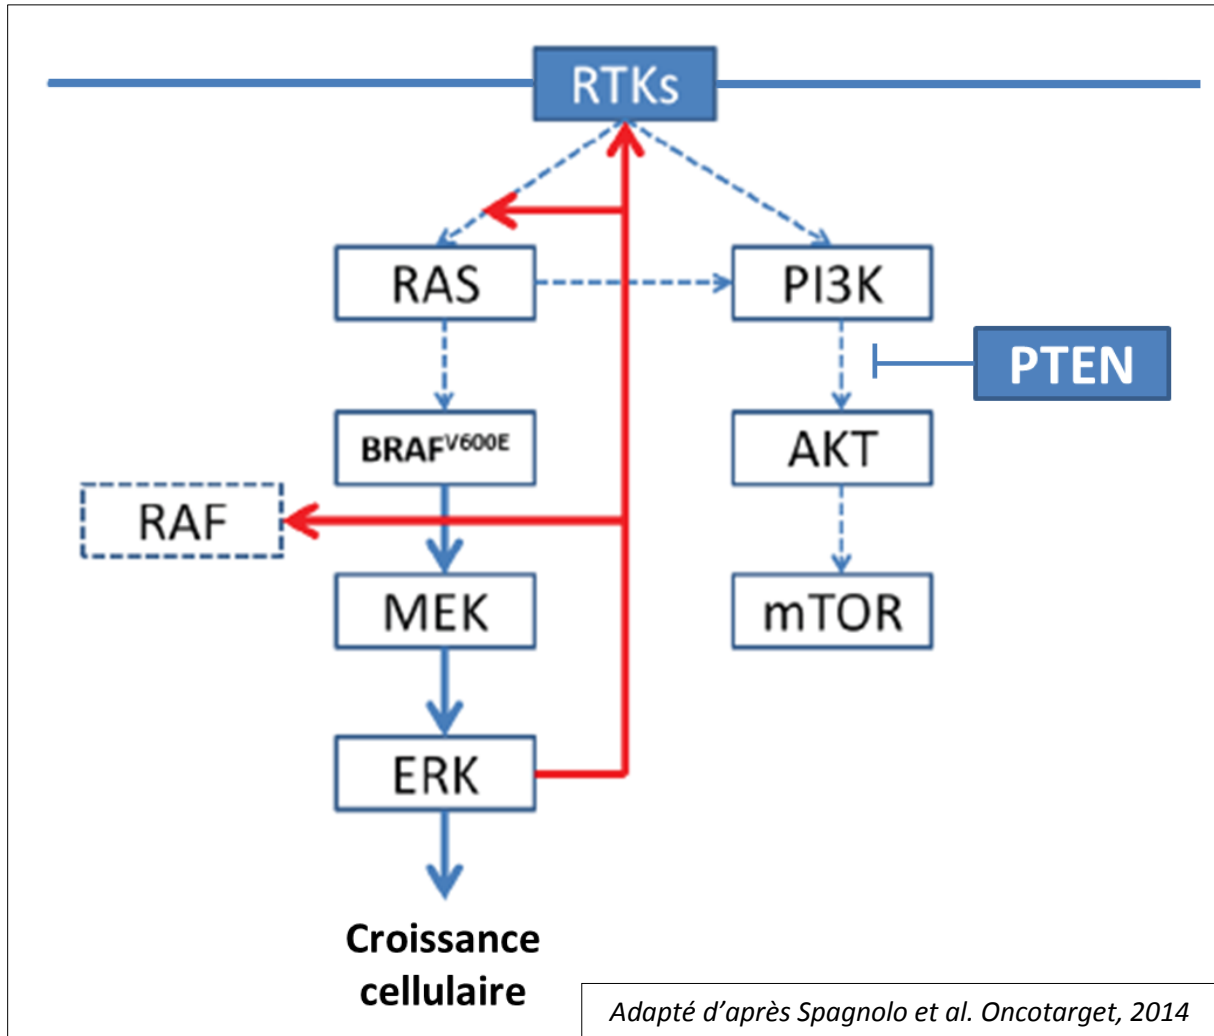 RTKs
RAS
PI3K
PTEN
BRAFV600E
AKT
RAF
MEK
mTOR
ERK
Croissance
cellulaire
Adapté d’après Spagnolo et al. Oncotarget, 2014